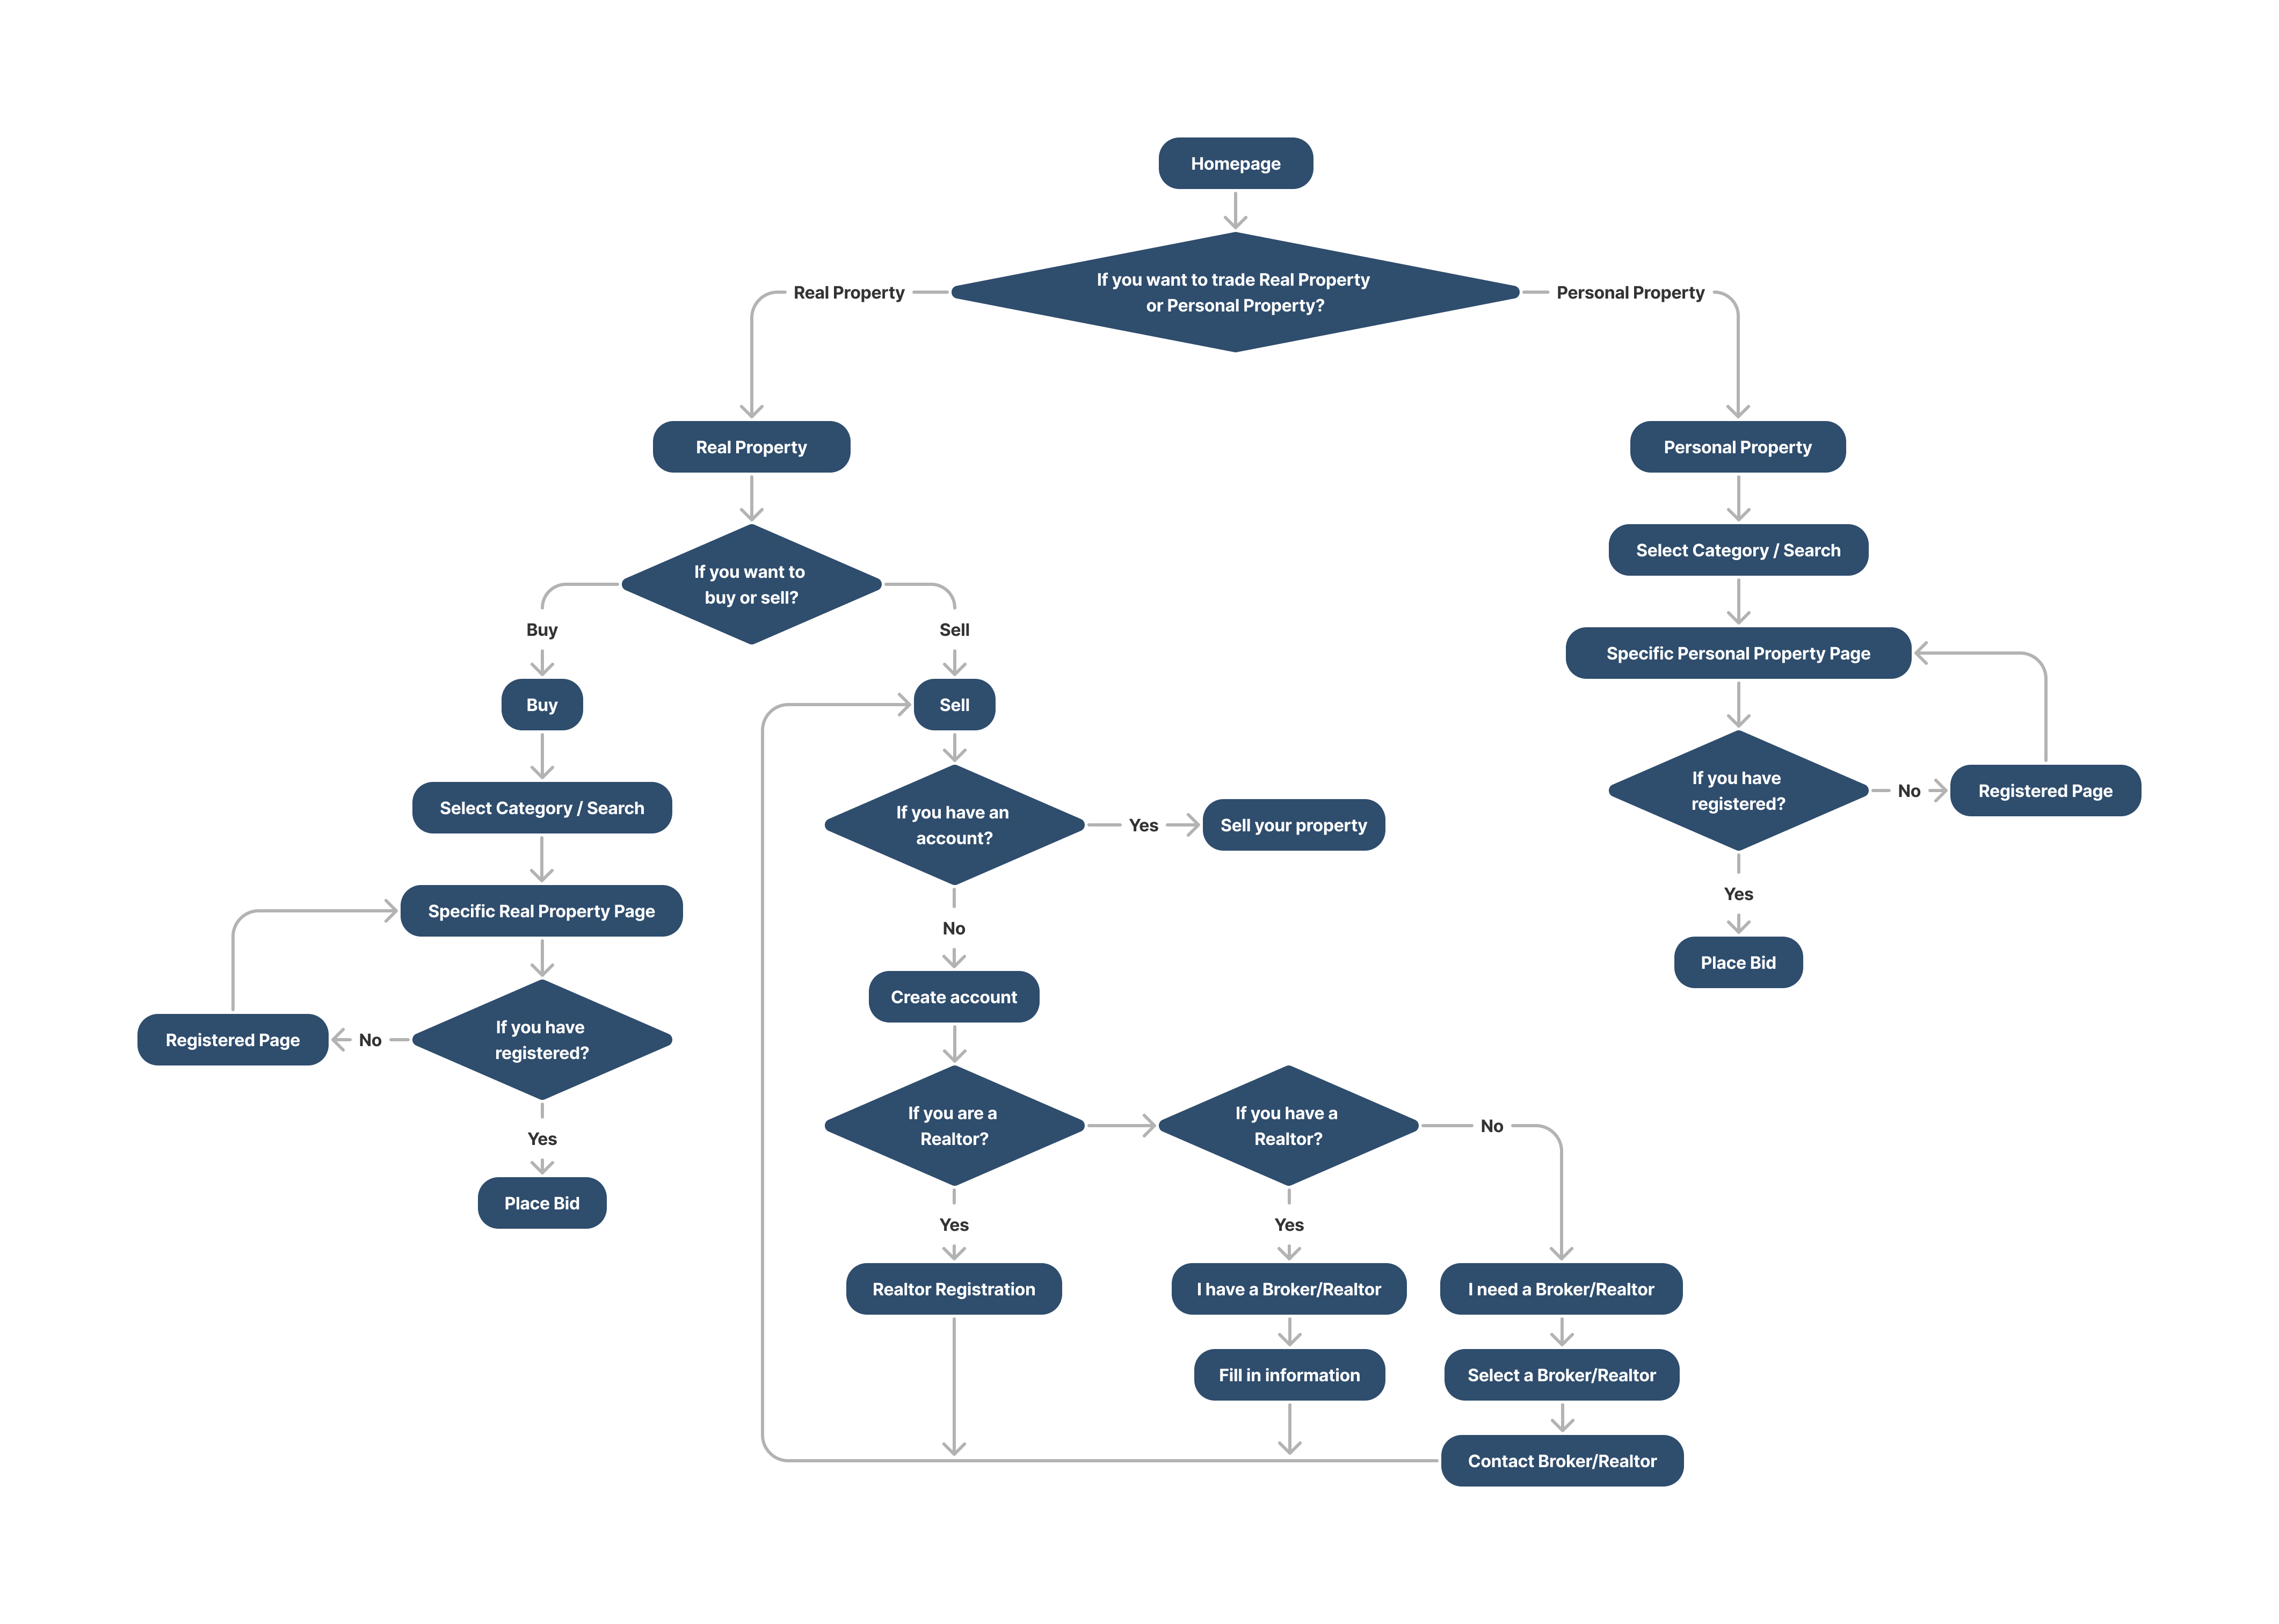 Homepage
If you want to trade Real Property
or Personal Property?
Real Property
Personal Property
Real Property
Personal Property
If you want to
buy or sell?
Select Category / Search
Buy
Sell
Specific Personal Property Page
Buy
Sell
If you have
registered?
No
Registered Page
Select Category / Search
If you have an
account?
Yes
Sell your property
Yes
Specific Real Property Page
No
Place Bid
Create account
If you have
registered?
No
Registered Page
If you are a
Realtor?
If you have a
Realtor?
No
Yes
Place Bid
Yes
Yes
Realtor Registration
I have a Broker/Realtor
I need a Broker/Realtor
Fill in information
Select a Broker/Realtor
Contact Broker/Realtor